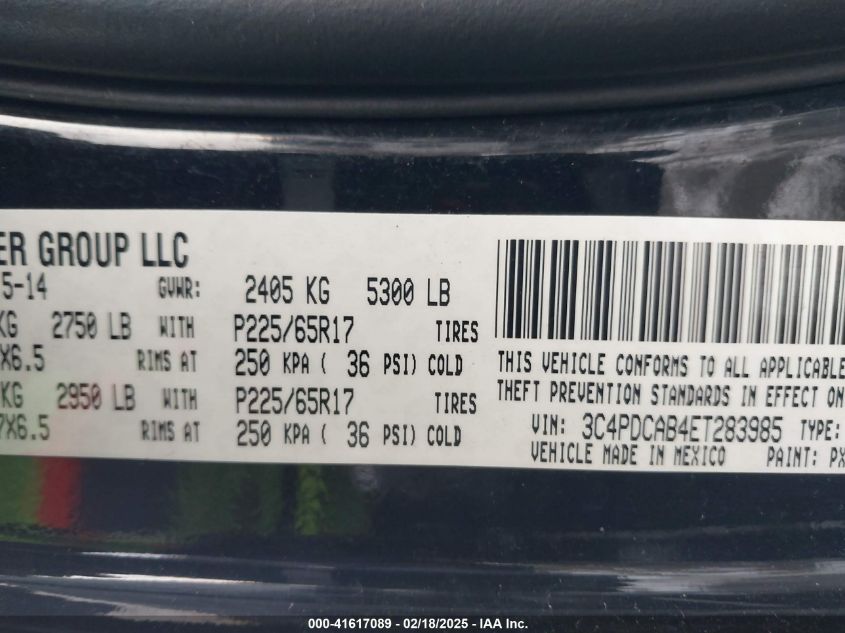 ER GROUP LLC
5-14 GVWR: 2405 KG 5300 LB
KG 2750 LB WITH P225/65R17 TIRES
X6.5 RIMS AT 250 KPA ( 36 PSI) COLD
KG 2950 LB WITH P225/65R17 TIRES
7X6.5 RIMS AT 250 KPA ( 36 PSI) COLD
THIS VEHICLE CONFORMS TO ALL APPLICABLE
THEFT PREVENTION STANDARDS IN EFFECT ON
VIN: 3C4PDCAB4ET283985 TYPE:
VEHICLE MADE IN MEXICO PAINT: PX
000-41617089 - 02/18/2025 - IAA Inc.